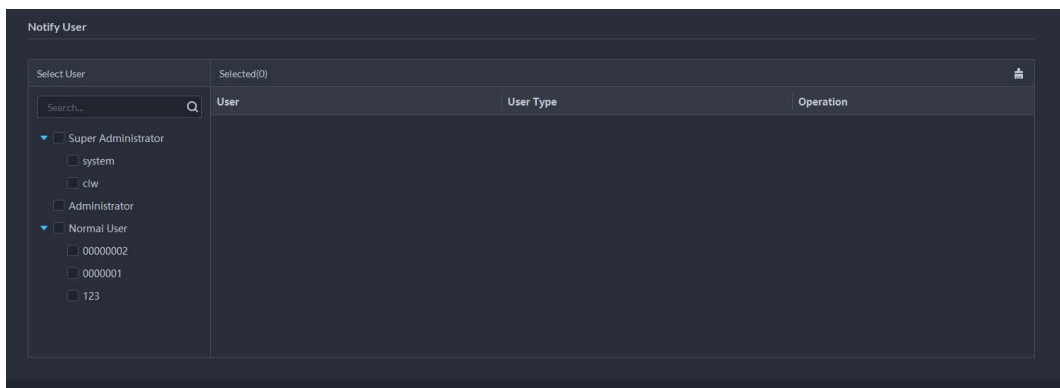 Notify User
Select User
Selected(0)
Search...
User
User Type
Operation
Super Administrator
system
clw
Administrator
Normal User
00000002
0000001
123